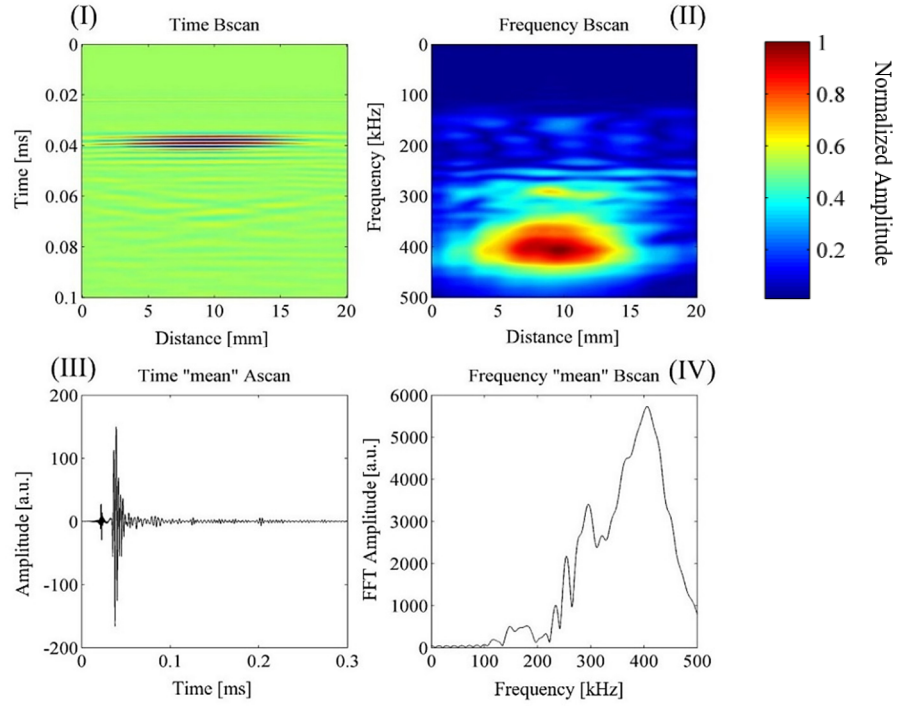 (I)
Time Bscan
0
0.02
0.04
0.06
0.08
0.1
Time [ms]
0 5 10 15 20
Distance [mm]
(II)
Frequency Bscan
0
100
200
300
400
500
Frequency [kHz]
0 5 10 15 20
Distance [mm]
1
0.8
0.6
0.4
0.2
Normalized Amplitude
(III)
Time "mean" Ascan
200
100
0
-100
-200
Amplitude [a.u.]
0 0.1 0.2 0.3
Time [ms]
Frequency "mean" Bscan
(IV)
6000
5000
4000
3000
2000
1000
0
FFT Amplitude [a.u.]
0 100 200 300 400 500
Frequency [kHz]